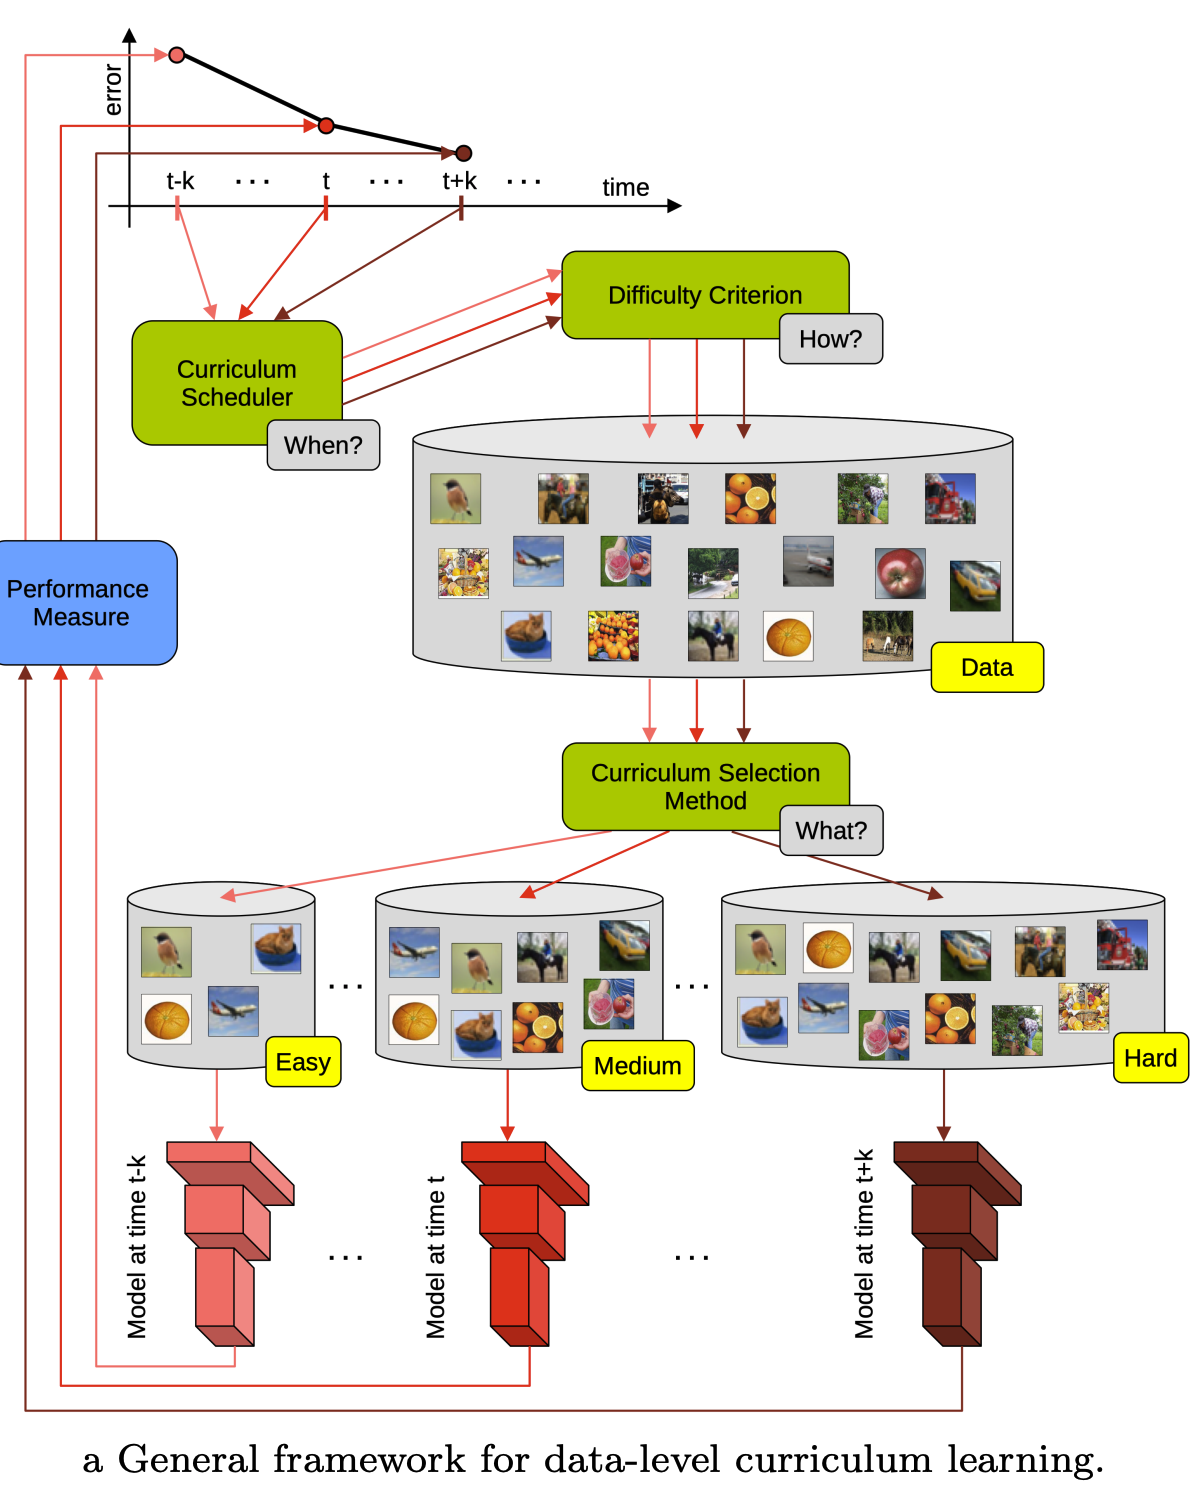 error
t-k ... t ... t+k ...
time
Difficulty Criterion
How?
Curriculum
Scheduler
When?
Performance
Measure
Data
Curriculum Selection
Method
What?
...
...
Easy
Medium
Hard
Model at time t-k
...
Model at time t
...
Model at time t+k
a General framework for data-level curriculum learning.